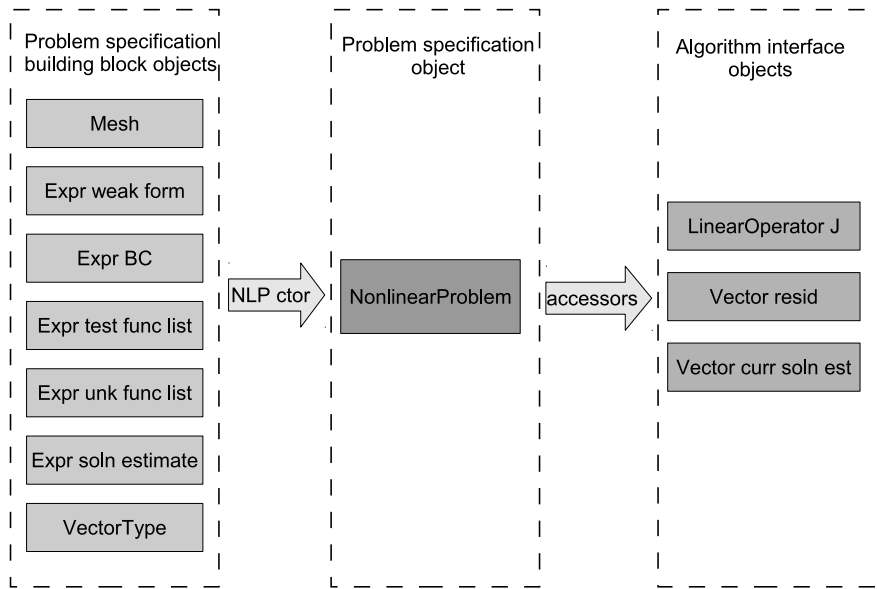 Problem specification
building block objects
Mesh
Expr weak form
Expr BC
Expr test func list
Expr unk func list
Expr soln estimate
VectorType
NLP ctor
Problem specification
object
NonlinearProblem
accessors
Algorithm interface
objects
LinearOperator J
Vector resid
Vector curr soln est